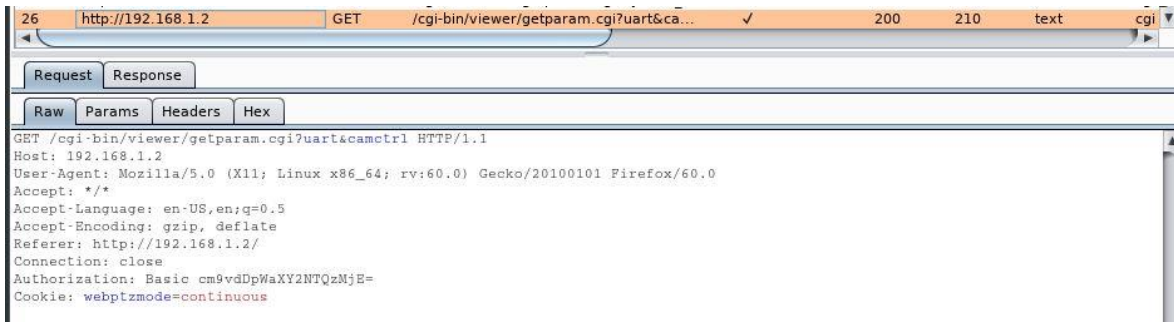 26 http://192.168.1.2 GET /cgi-bin/viewer/getparam.cgi?uart&ca... ✓ 200 210 text cgi
Request Response
Raw Params Headers Hex
GET /cgi-bin/viewer/getparam.cgi?uart&camctrl HTTP/1.1
Host: 192.168.1.2
User-Agent: Mozilla/5.0 (X11; Linux x86_64; rv:60.0) Gecko/20100101 Firefox/60.0
Accept: */*
Accept-Language: en-US,en;q=0.5
Accept-Encoding: gzip, deflate
Referer: http://192.168.1.2/
Connection: close
Authorization: Basic cm9vdDpWaXY2NTQzMjE=
Cookie: webptzmode=continuous